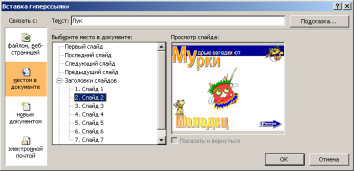 Вставка гиперссылки
Связать с:
Текст: Лук
Подсказка...
файлом, веб-страницей
местом в документе
новым документом
электронной почтой
Выберите место в документе:
Первый слайд
Последний слайд
Следующий слайд
Предыдущий слайд
Заголовки слайдов
1. Слайд 1
2. Слайд 2
3. Слайд 3
4. Слайд 4
5. Слайд 5
6. Слайд 6
7. Слайд 7
Просмотр слайда:
Мудрые загадки от
Мурки
Молодец
Показать и вернуться
ОК
Отмена